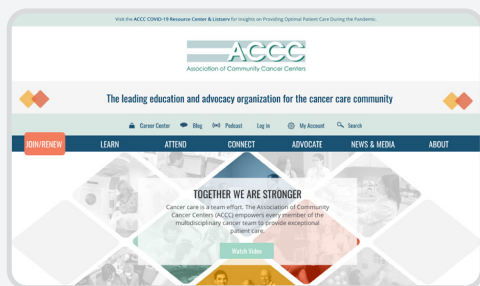 Visit the ACCC COVID-19 Resource Center & Listserv for Insights on Providing Optimal Patient Care During the Pandemic.
ACCC
Association of Community Cancer Centers
The leading education and advocacy organization for the cancer care community
Career Center Blog Podcast Log in My Account Search
JOIN/RENEW LEARN ATTEND CONNECT ADVOCATE NEWS & MEDIA ABOUT
TOGETHER WE ARE STRONGER
Cancer care is a team effort. The Association of Community
Cancer Centers (ACCC) empowers every member of the
multidisciplinary cancer team to provide exceptional
patient care.
Watch Video